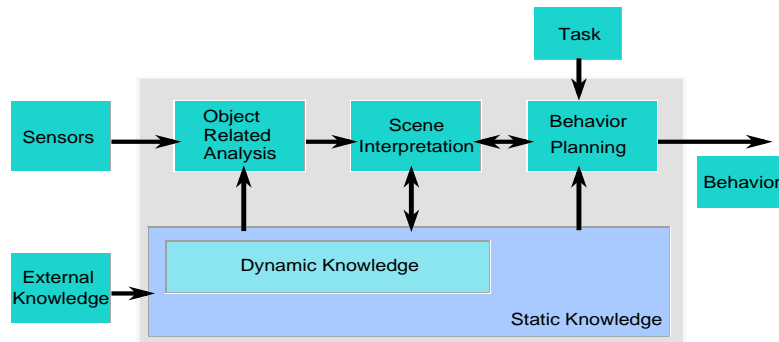 Task
Sensors
Object
Related
Analysis
Scene
Interpretation
Behavior
Planning
Behavior
External
Knowledge
Dynamic Knowledge
Static Knowledge